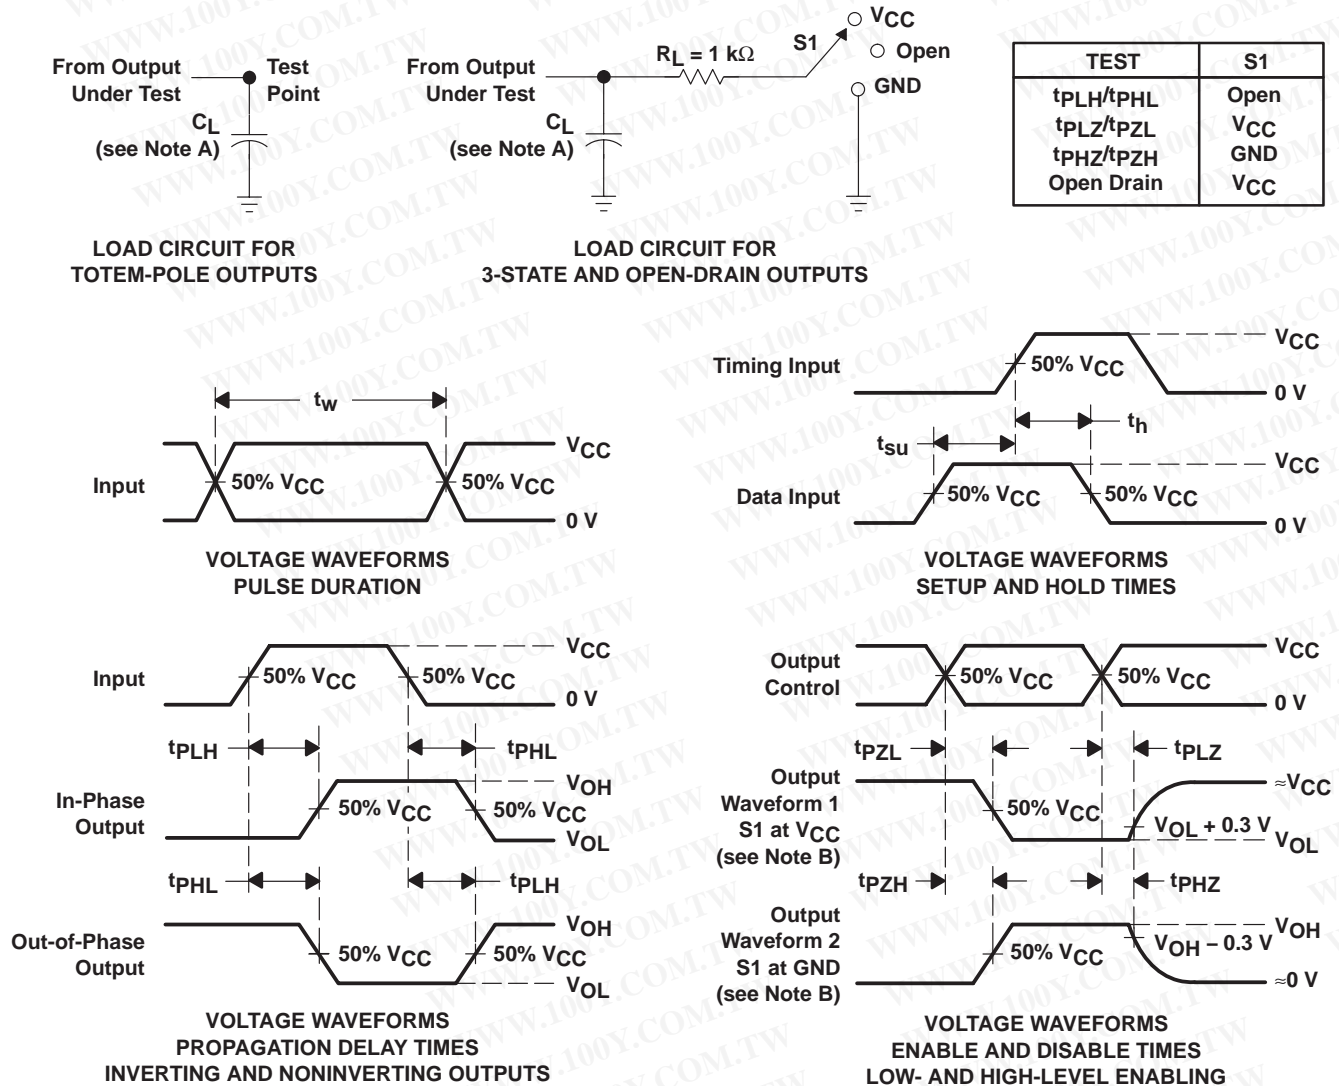 From Output
Under Test
Test
Point
CL
(see Note A)
LOAD CIRCUIT FOR
TOTEM-POLE OUTPUTS
From Output
Under Test
CL
(see Note A)
RL = 1 kΩ
S1
VCC
Open
GND
LOAD CIRCUIT FOR
3-STATE AND OPEN-DRAIN OUTPUTS
TEST S1
tPLH/tPHL Open
tPLZ/tPZL VCC
tPHZ/tPZH GND
Open Drain VCC
tw
Input
50% VCC
50% VCC
VCC
0 V
VOLTAGE WAVEFORMS
PULSE DURATION
Timing Input
50% VCC
VCC
0 V
th
tsu
Data Input
50% VCC
50% VCC
VCC
0 V
VOLTAGE WAVEFORMS
SETUP AND HOLD TIMES
Input
50% VCC
50% VCC
VCC
0 V
tPLH
tPHL
In-Phase
Output
50% VCC
50% VCC
VOH
VOL
tPHL
tPLH
Out-of-Phase
Output
50% VCC
50% VCC
VOH
VOL
VOLTAGE WAVEFORMS
PROPAGATION DELAY TIMES
INVERTING AND NONINVERTING OUTPUTS
Output
Control
50% VCC
50% VCC
VCC
0 V
tPZL
tPLZ
Output
Waveform 1
S1 at VCC
(see Note B)
50% VCC
≈VCC
VOL + 0.3 V
VOL
tPZH
tPHZ
Output
Waveform 2
S1 at GND
(see Note B)
50% VCC
VOH
VOH − 0.3 V
≈0 V
VOLTAGE WAVEFORMS
ENABLE AND DISABLE TIMES
LOW- AND HIGH-LEVEL ENABLING
WWW.100Y.COM.TW